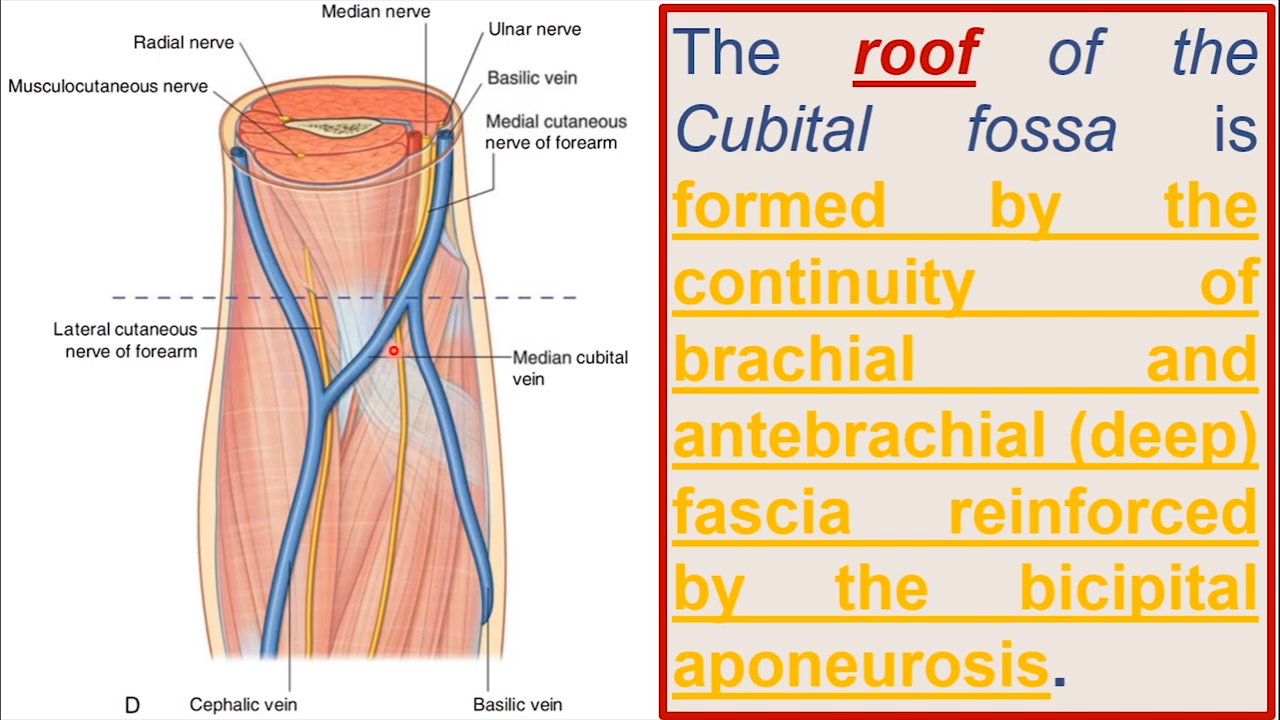 Median nerve
Radial nerve
Ulnar nerve
Musculocutaneous nerve
Basilic vein
Medial cutaneous
nerve of forearm
Lateral cutaneous
nerve of forearm
Median cubital
vein
D
Cephalic vein
Basilic vein
The roof of the
Cubital fossa is
formed by the
continuity of
brachial and
antebrachial (deep)
fascia reinforced
by the bicipital
aponeurosis.